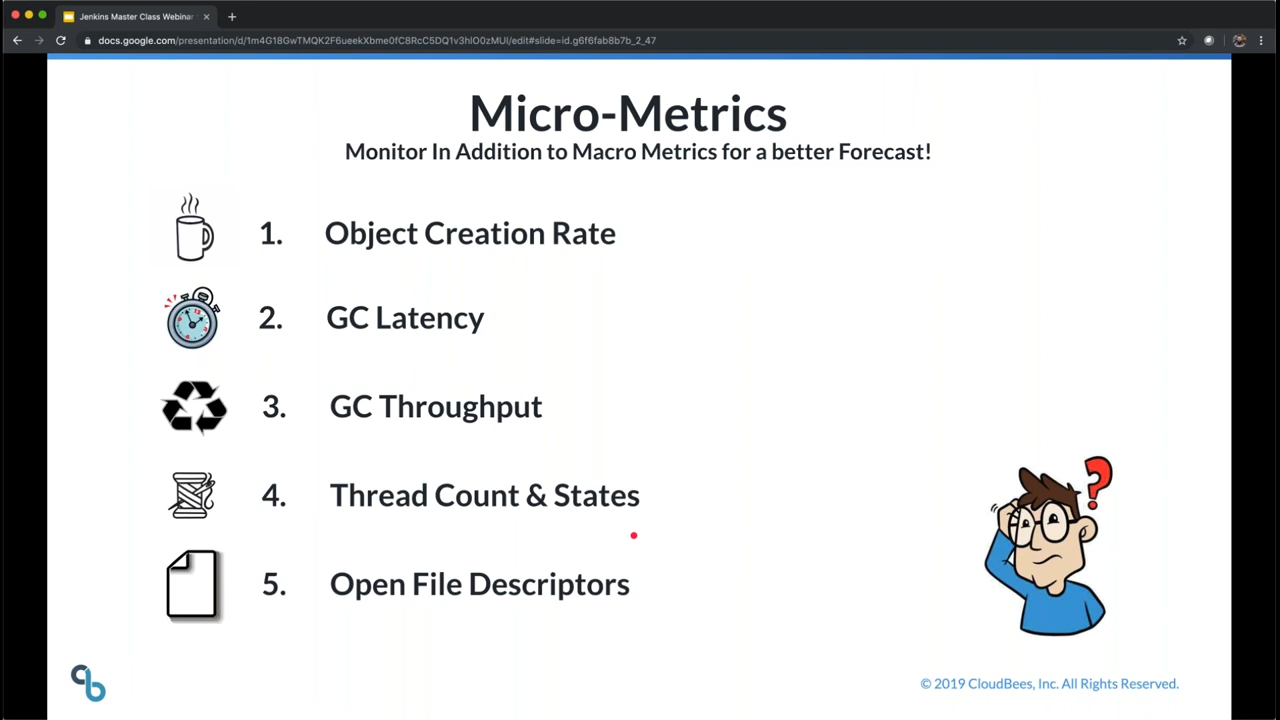 Jenkins Master Class Webinar
docs.google.com/presentation/d/1m4G18GwTMQK2F6ueekXbme0fC8RcC5DQ1v3hlO0zMUI/edit#slide=id.g6f6fab8b7b_2_47
Micro-Metrics
Monitor In Addition to Macro Metrics for a better Forecast!
1. Object Creation Rate
2. GC Latency
3. GC Throughput
4. Thread Count & States
5. Open File Descriptors
?
© 2019 CloudBees, Inc. All Rights Reserved.